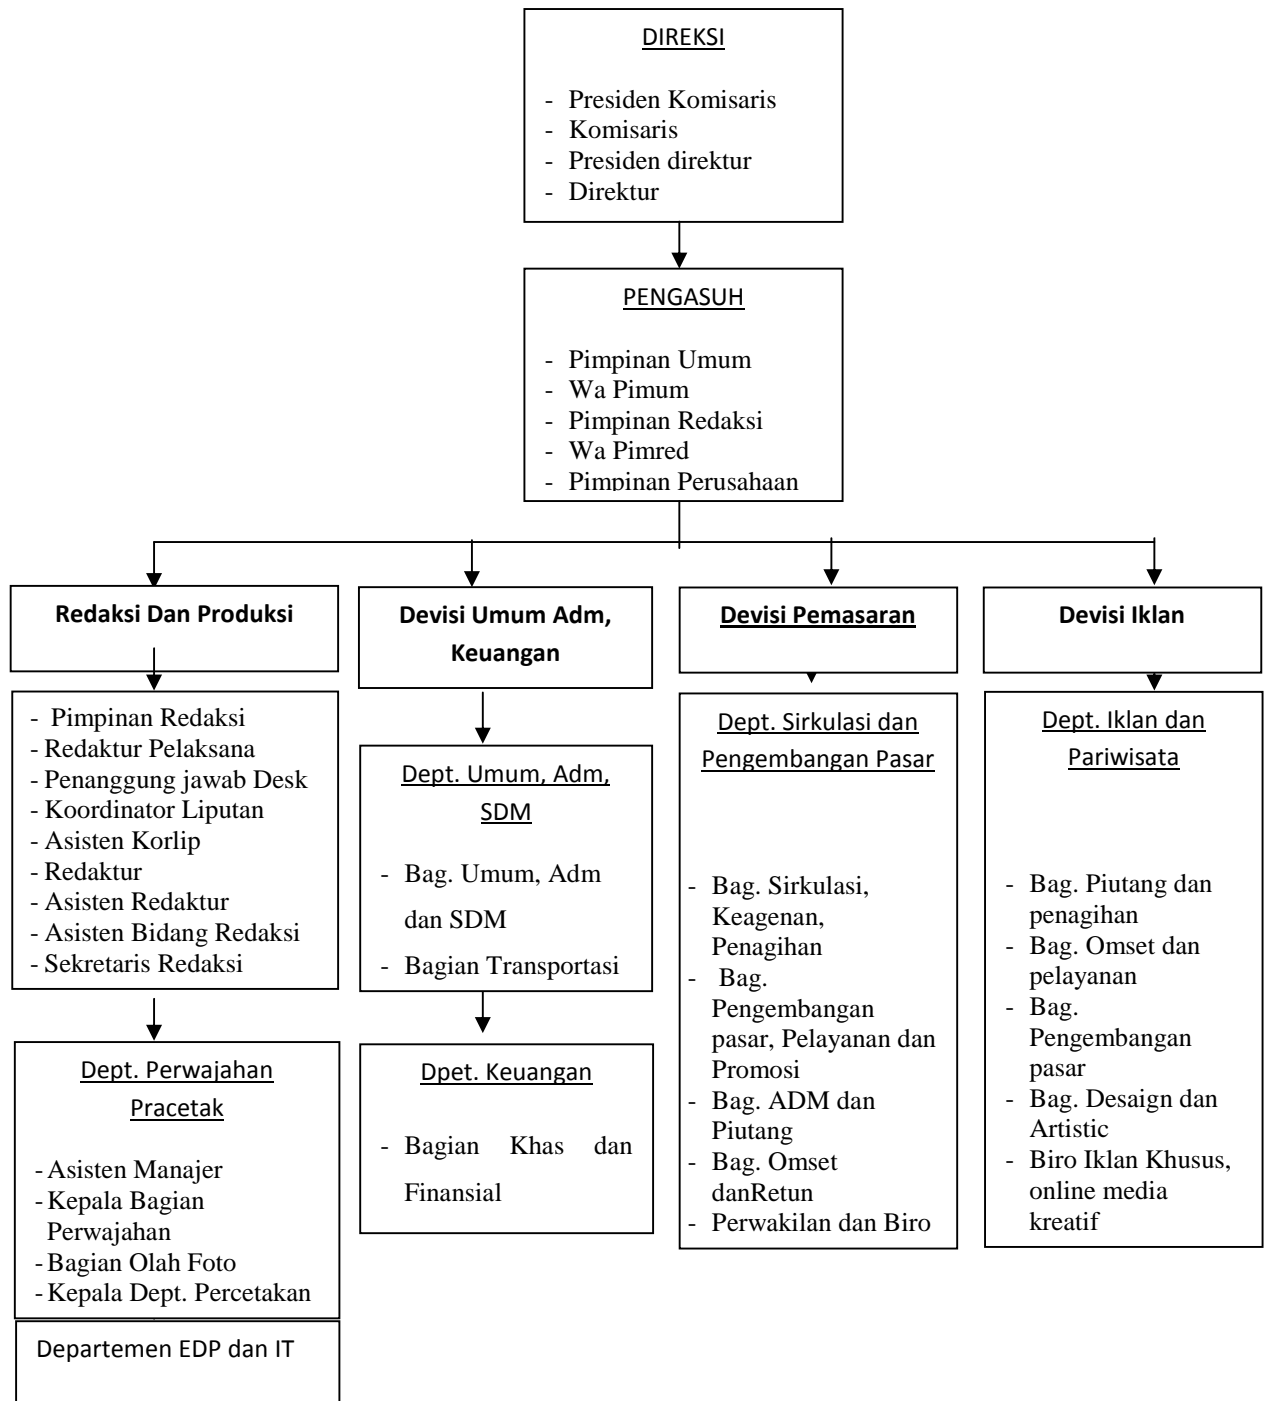 DIREKSI
- Presiden Komisaris
- Komisaris
- Presiden direktur
- Direktur
PENGASUH
- Pimpinan Umum
- Wa Pimum
- Pimpinan Redaksi
- Wa Pimred
- Pimpinan Perusahaan
Redaksi Dan Produksi
- Pimpinan Redaksi
- Redaktur Pelaksana
- Penanggung jawab Desk
- Koordinator Liputan
- Asisten Korlip
- Redaktur
- Asisten Redaktur
- Asisten Bidang Redaksi
- Sekretaris Redaksi
Dept. Perwajahan
Pracetak
- Asisten Manajer
- Kepala Bagian
Perwajahan
- Bagian Olah Foto
- Kepala Dept. Percetakan
Departemen EDP dan IT
Devisi Umum Adm,
Keuangan
Dept. Umum, Adm,
SDM
- Bag. Umum, Adm
dan SDM
- Bagian Transportasi
Dpet. Keuangan
- Bagian Khas dan
Finansial
Devisi Pemasaran
Dept. Sirkulasi dan
Pengembangan Pasar
- Bag. Sirkulasi,
Keagenan,
Penagihan
- Bag.
Pengembangan
pasar, Pelayanan dan
Promosi
- Bag. ADM dan
Piutang
- Bag. Omset
danRetun
- Perwakilan dan Biro
Devisi Iklan
Dept. Iklan dan
Pariwisata
- Bag. Piutang dan
penagihan
- Bag. Omset dan
pelayanan
- Bag.
Pengembangan
pasar
- Bag. Desaign dan
Artistic
- Biro Iklan Khusus,
online media
kreatif